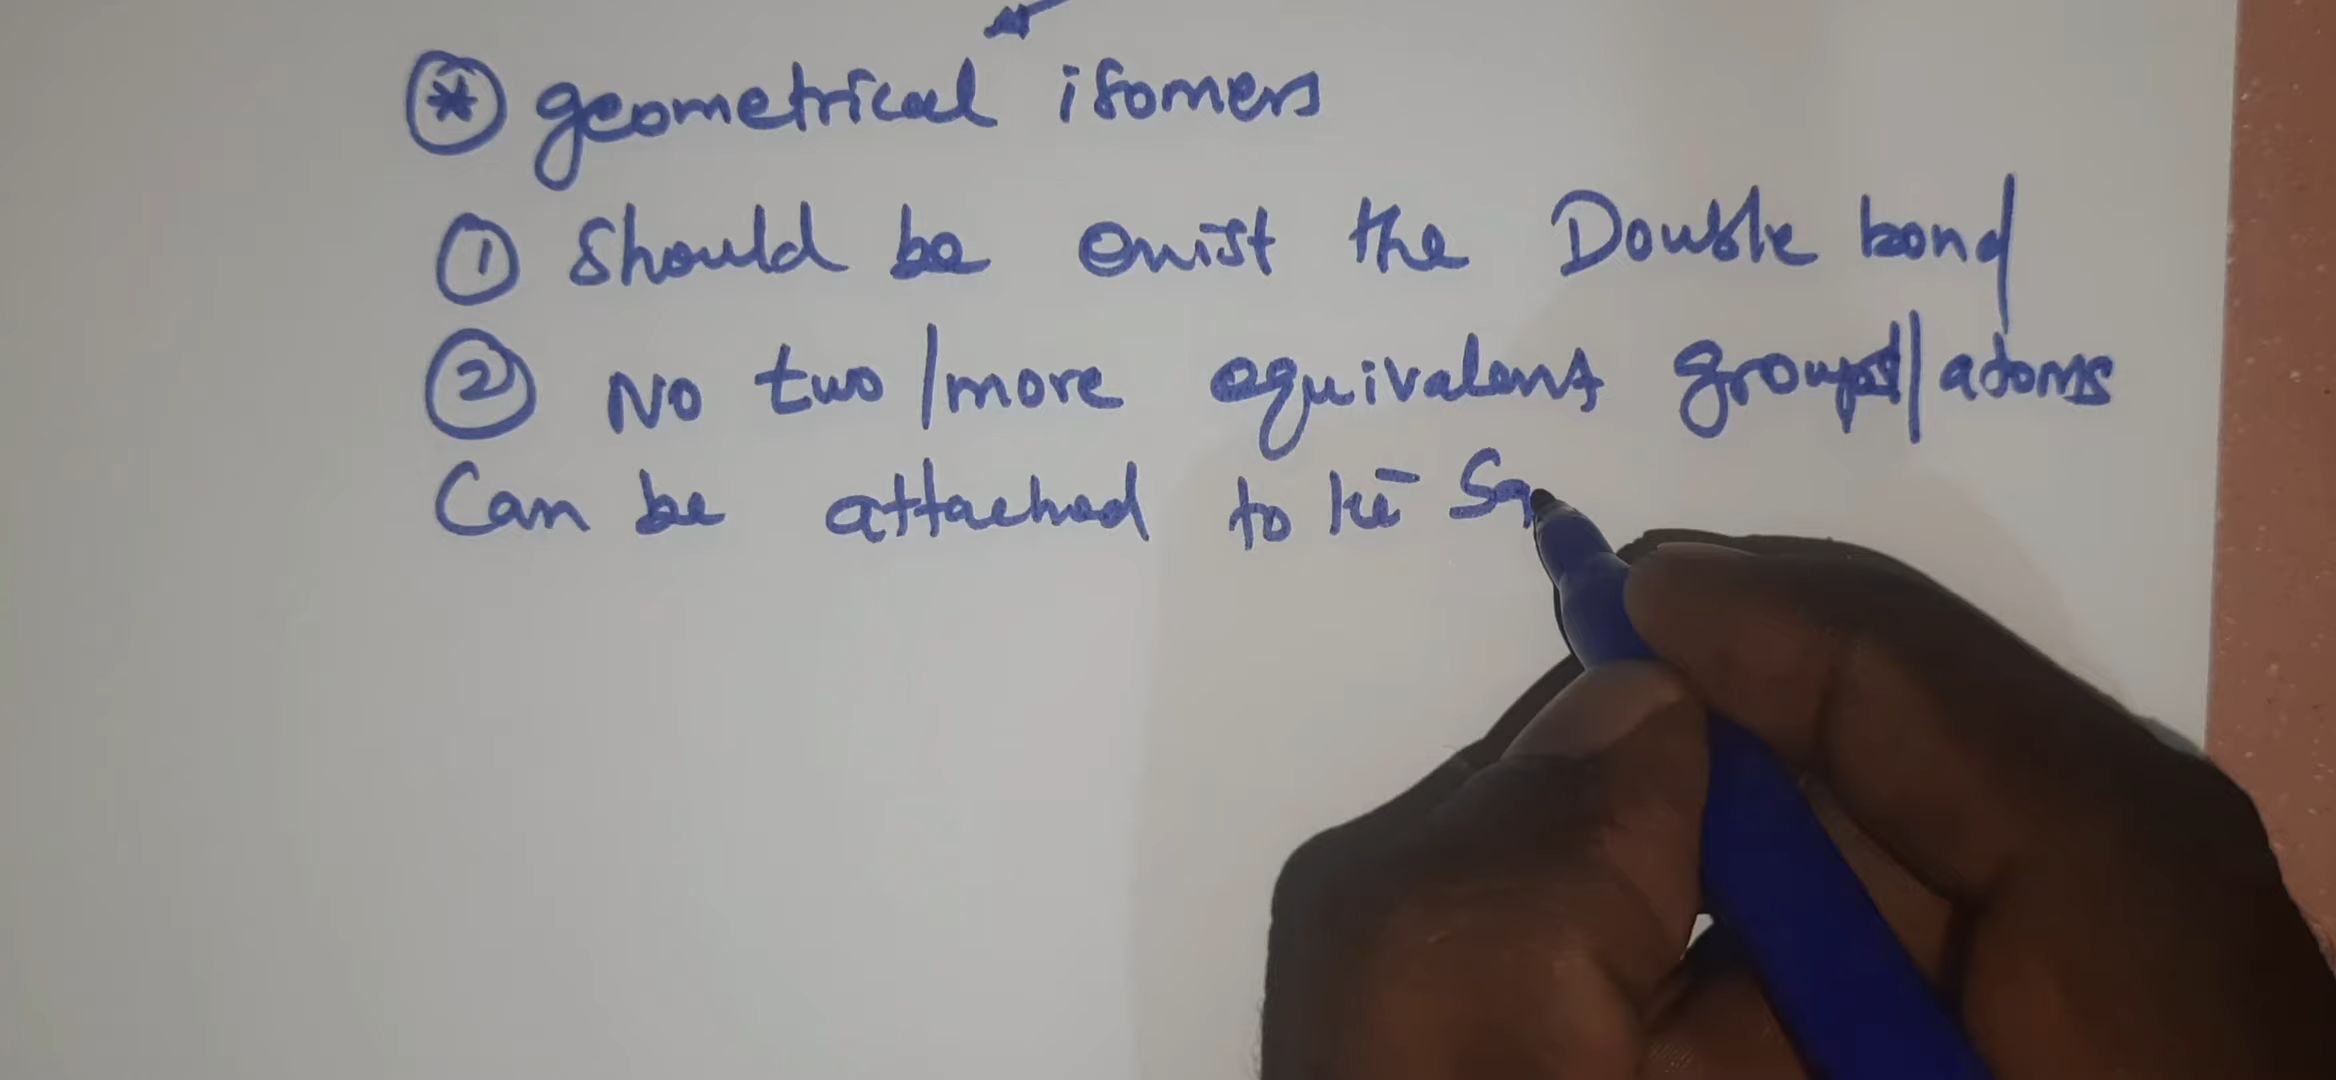 * geometrical isomers
1 Should be exist the Double bond
2 No two/more equivalent groups/atoms
Can be attached to